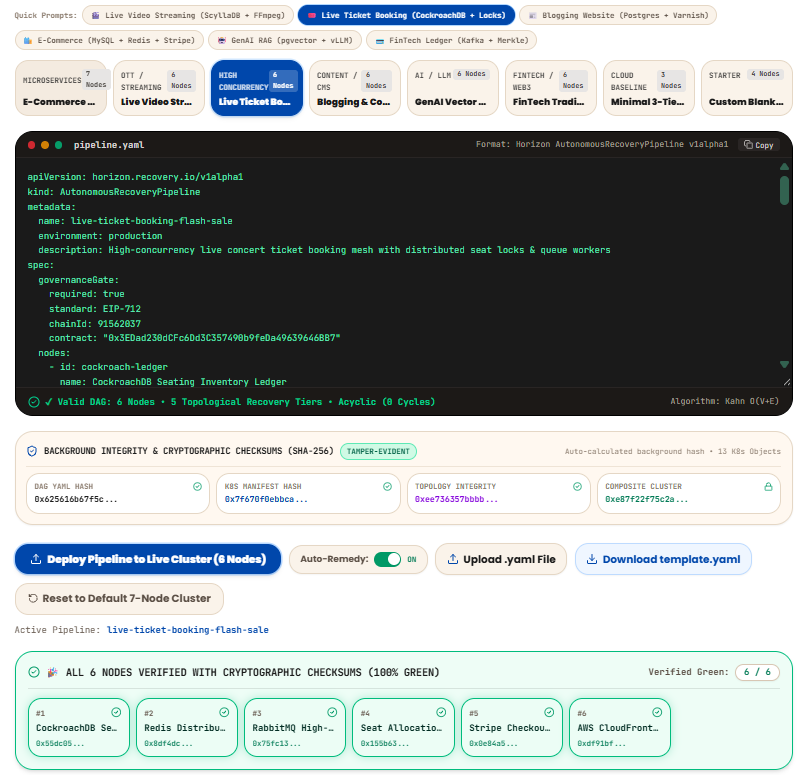 Quick Prompts: Live Video Streaming (ScyllaDB + FFmpeg) Live Ticket Booking (CockroachDB + Locks) Blogging Website (Postgres + Varnish)
E-Commerce (MySQL + Redis + Stripe) GenAI RAG (pgvector + vLLM) FinTech Ledger (Kafka + Merkle)
MICROSERVICES 7 Nodes
E-Commerce ...
OTT / STREAMING 6 Nodes
Live Video Str...
HIGH CONCURRENCY 6 Nodes
Live Ticket Bo...
CONTENT / CMS 6 Nodes
Blogging & Co...
AI / LLM 6 Nodes
GenAI Vector ...
FINTECH / WEB3 6 Nodes
FinTech Tradi...
CLOUD BASELINE 3 Nodes
Minimal 3-Tie...
STARTER 4 Nodes
Custom Blank...
pipeline.yaml Format: Horizon AutonomousRecoveryPipeline v1alpha1 Copy
apiVersion: horizon.recovery.io/v1alpha1
kind: AutonomousRecoveryPipeline
metadata:
name: live-ticket-booking-flash-sale
environment: production
description: High-concurrency live concert ticket booking mesh with distributed seat locks & queue workers
spec:
governanceGate:
required: true
standard: EIP-712
chainId: 91562037
contract: "0x3EDad230dCFc6Dd3C357490b9feDa49639646BB7"
nodes:
- id: cockroach-ledger
name: CockroachDB Seating Inventory Ledger
✓ Valid DAG: 6 Nodes • 5 Topological Recovery Tiers • Acyclic (0 Cycles) Algorithm: Kahn O(V+E)
BACKGROUND INTEGRITY & CRYPTOGRAPHIC CHECKSUMS (SHA-256) TAMPER-EVIDENT Auto-calculated background hash • 13 K8s Objects
DAG YAML HASH
0x625616b67f5c...
K8S MANIFEST HASH
0x7f670f0ebbca...
TOPOLOGY INTEGRITY
0xee736357bbbb...
COMPOSITE CLUSTER
0xe87f22f75c2a...
Deploy Pipeline to Live Cluster (6 Nodes) Auto-Remedy: ON Upload .yaml File Download template.yaml
Reset to Default 7-Node Cluster
Active Pipeline: live-ticket-booking-flash-sale
ALL 6 NODES VERIFIED WITH CRYPTOGRAPHIC CHECKSUMS (100% GREEN) Verified Green: 6 / 6
#1
CockroachDB Se...
0x55dc05...
#2
Redis Distribu...
0x8df4dc...
#3
RabbitMQ High-...
0x75fc13...
#4
Seat Allocatio...
0x155b63...
#5
Stripe Checkou...
0x0e84a5...
#6
AWS CloudFront...
0xdf91bf...